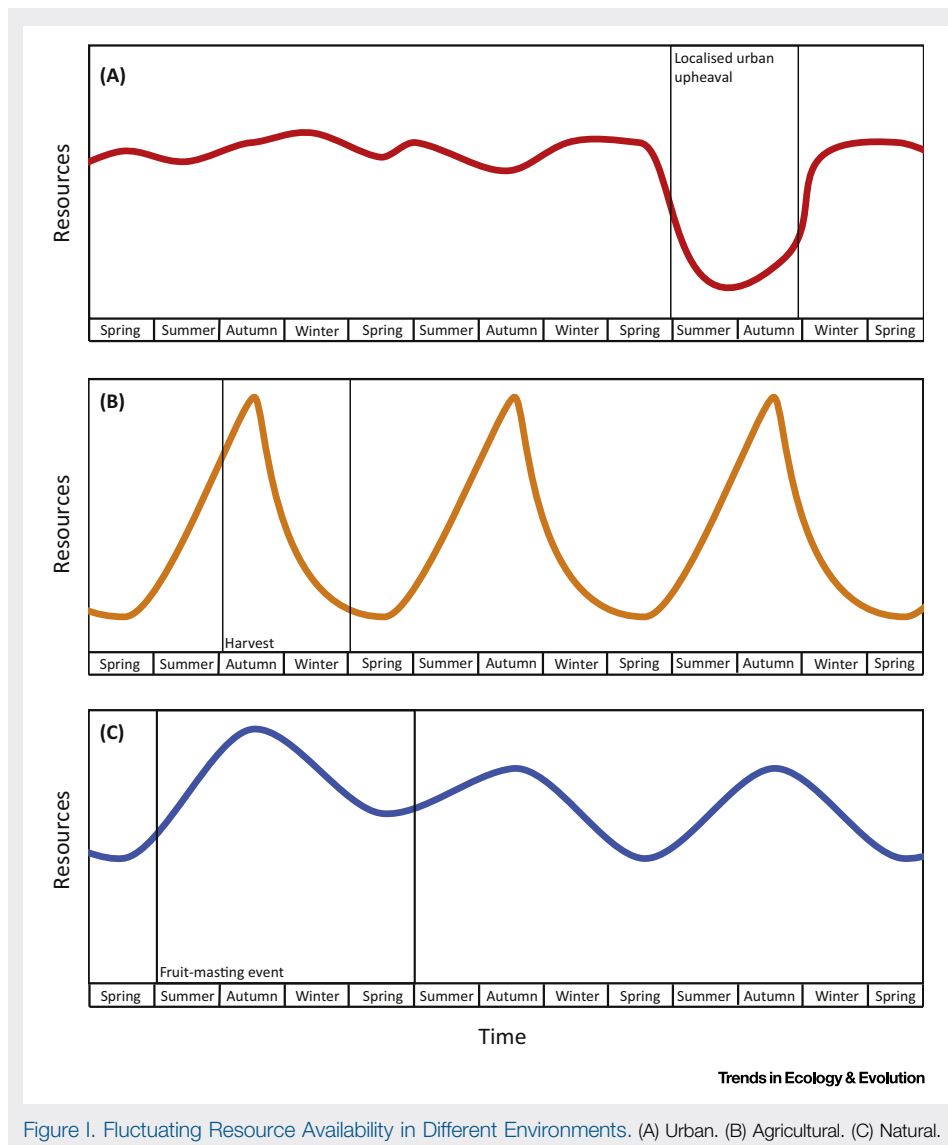 (A)
Localised urban
upheaval
Resources
Spring Summer Autumn Winter Spring Summer Autumn Winter Spring Summer Autumn Winter Spring
(B)
Resources
Harvest
Spring Summer Autumn Winter Spring Summer Autumn Winter Spring Summer Autumn Winter Spring
(C)
Resources
Fruit-masting event
Spring Summer Autumn Winter Spring Summer Autumn Winter Spring Summer Autumn Winter Spring
Time
Trends in Ecology & Evolution
Figure I. Fluctuating Resource Availability in Different Environments. (A) Urban. (B) Agricultural. (C) Natural.